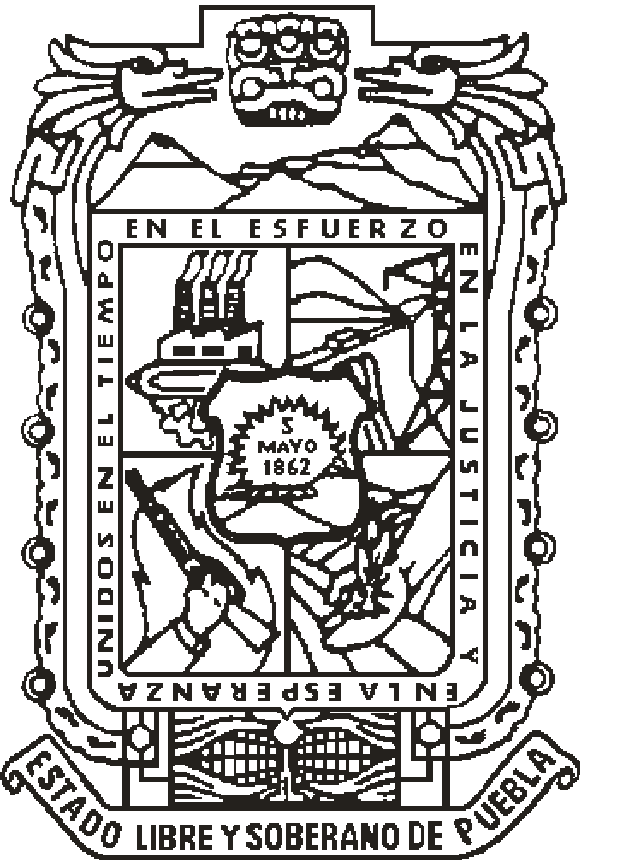 UNIDOS EN EL TIEMPO
EN EL ESFUERZO
EN LA JUSTICIA Y
EN LA ESPERANZA
5
MAYO
1862
ESTADO LIBRE Y SOBERANO DE PUEBLA